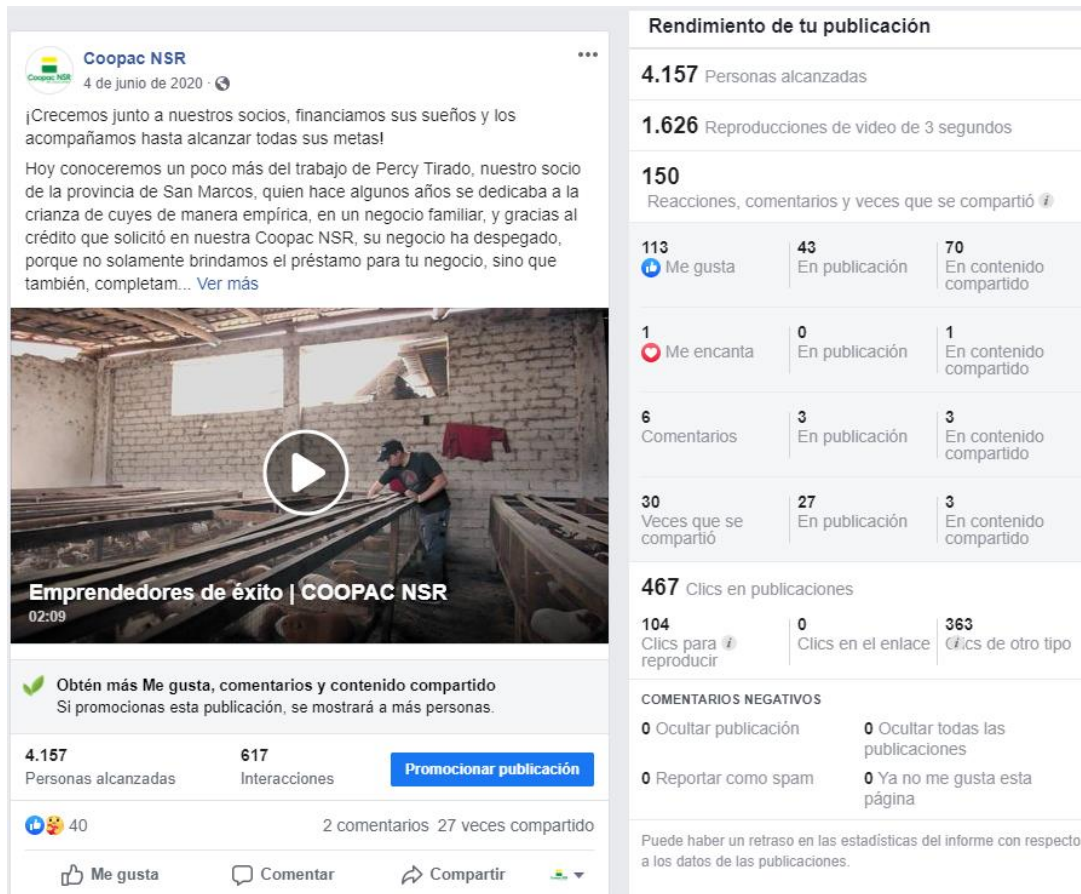 Coopac NSR
Coopac NSR
4 de junio de 2020 ·
¡Crecemos junto a nuestros socios, financiamos sus sueños y los
acompañamos hasta alcanzar todas sus metas!
Hoy conoceremos un poco más del trabajo de Percy Tirado, nuestro socio
de la provincia de San Marcos, quien hace algunos años se dedicaba a la
crianza de cuyes de manera empírica, en un negocio familiar, y gracias al
crédito que solicitó en nuestra Coopac NSR, su negocio ha despegado,
porque no solamente brindamos el préstamo para tu negocio, sino que
también, completam... Ver más
Emprendedores de éxito | COOPAC NSR
02:09
Obtén más Me gusta, comentarios y contenido compartido
Si promocionas esta publicación, se mostrará a más personas.
4.157
Personas alcanzadas
617
Interacciones
Promocionar publicación
40
2 comentarios 27 veces compartido
Me gusta
Comentar
Compartir
Rendimiento de tu publicación
4.157 Personas alcanzadas
1.626 Reproducciones de video de 3 segundos
150
Reacciones, comentarios y veces que se compartió
113
Me gusta
43
En publicación
70
En contenido
compartido
1
Me encanta
0
En publicación
1
En contenido
compartido
6
Comentarios
3
En publicación
3
En contenido
compartido
30
Veces que se
compartió
27
En publicación
3
En contenido
compartido
467 Clics en publicaciones
104
Clics para
reproducir
0
Clics en el enlace
363
Clics de otro tipo
COMENTARIOS NEGATIVOS
0 Ocultar publicación
0 Ocultar todas las
publicaciones
0 Reportar como spam
0 Ya no me gusta esta
página
Puede haber un retraso en las estadísticas del informe con respecto
a los datos de las publicaciones.